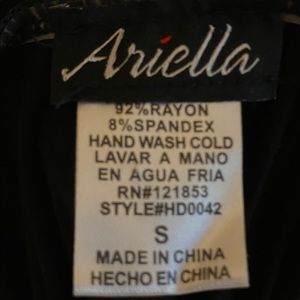 Ariella
92%RAYON
8%SPANDEX
HAND WASH COLD
LAVAR A MANO
EN AGUA FRIA
RN#121853
STYLE#HD0042
S
MADE IN CHINA
HECHO EN CHINA